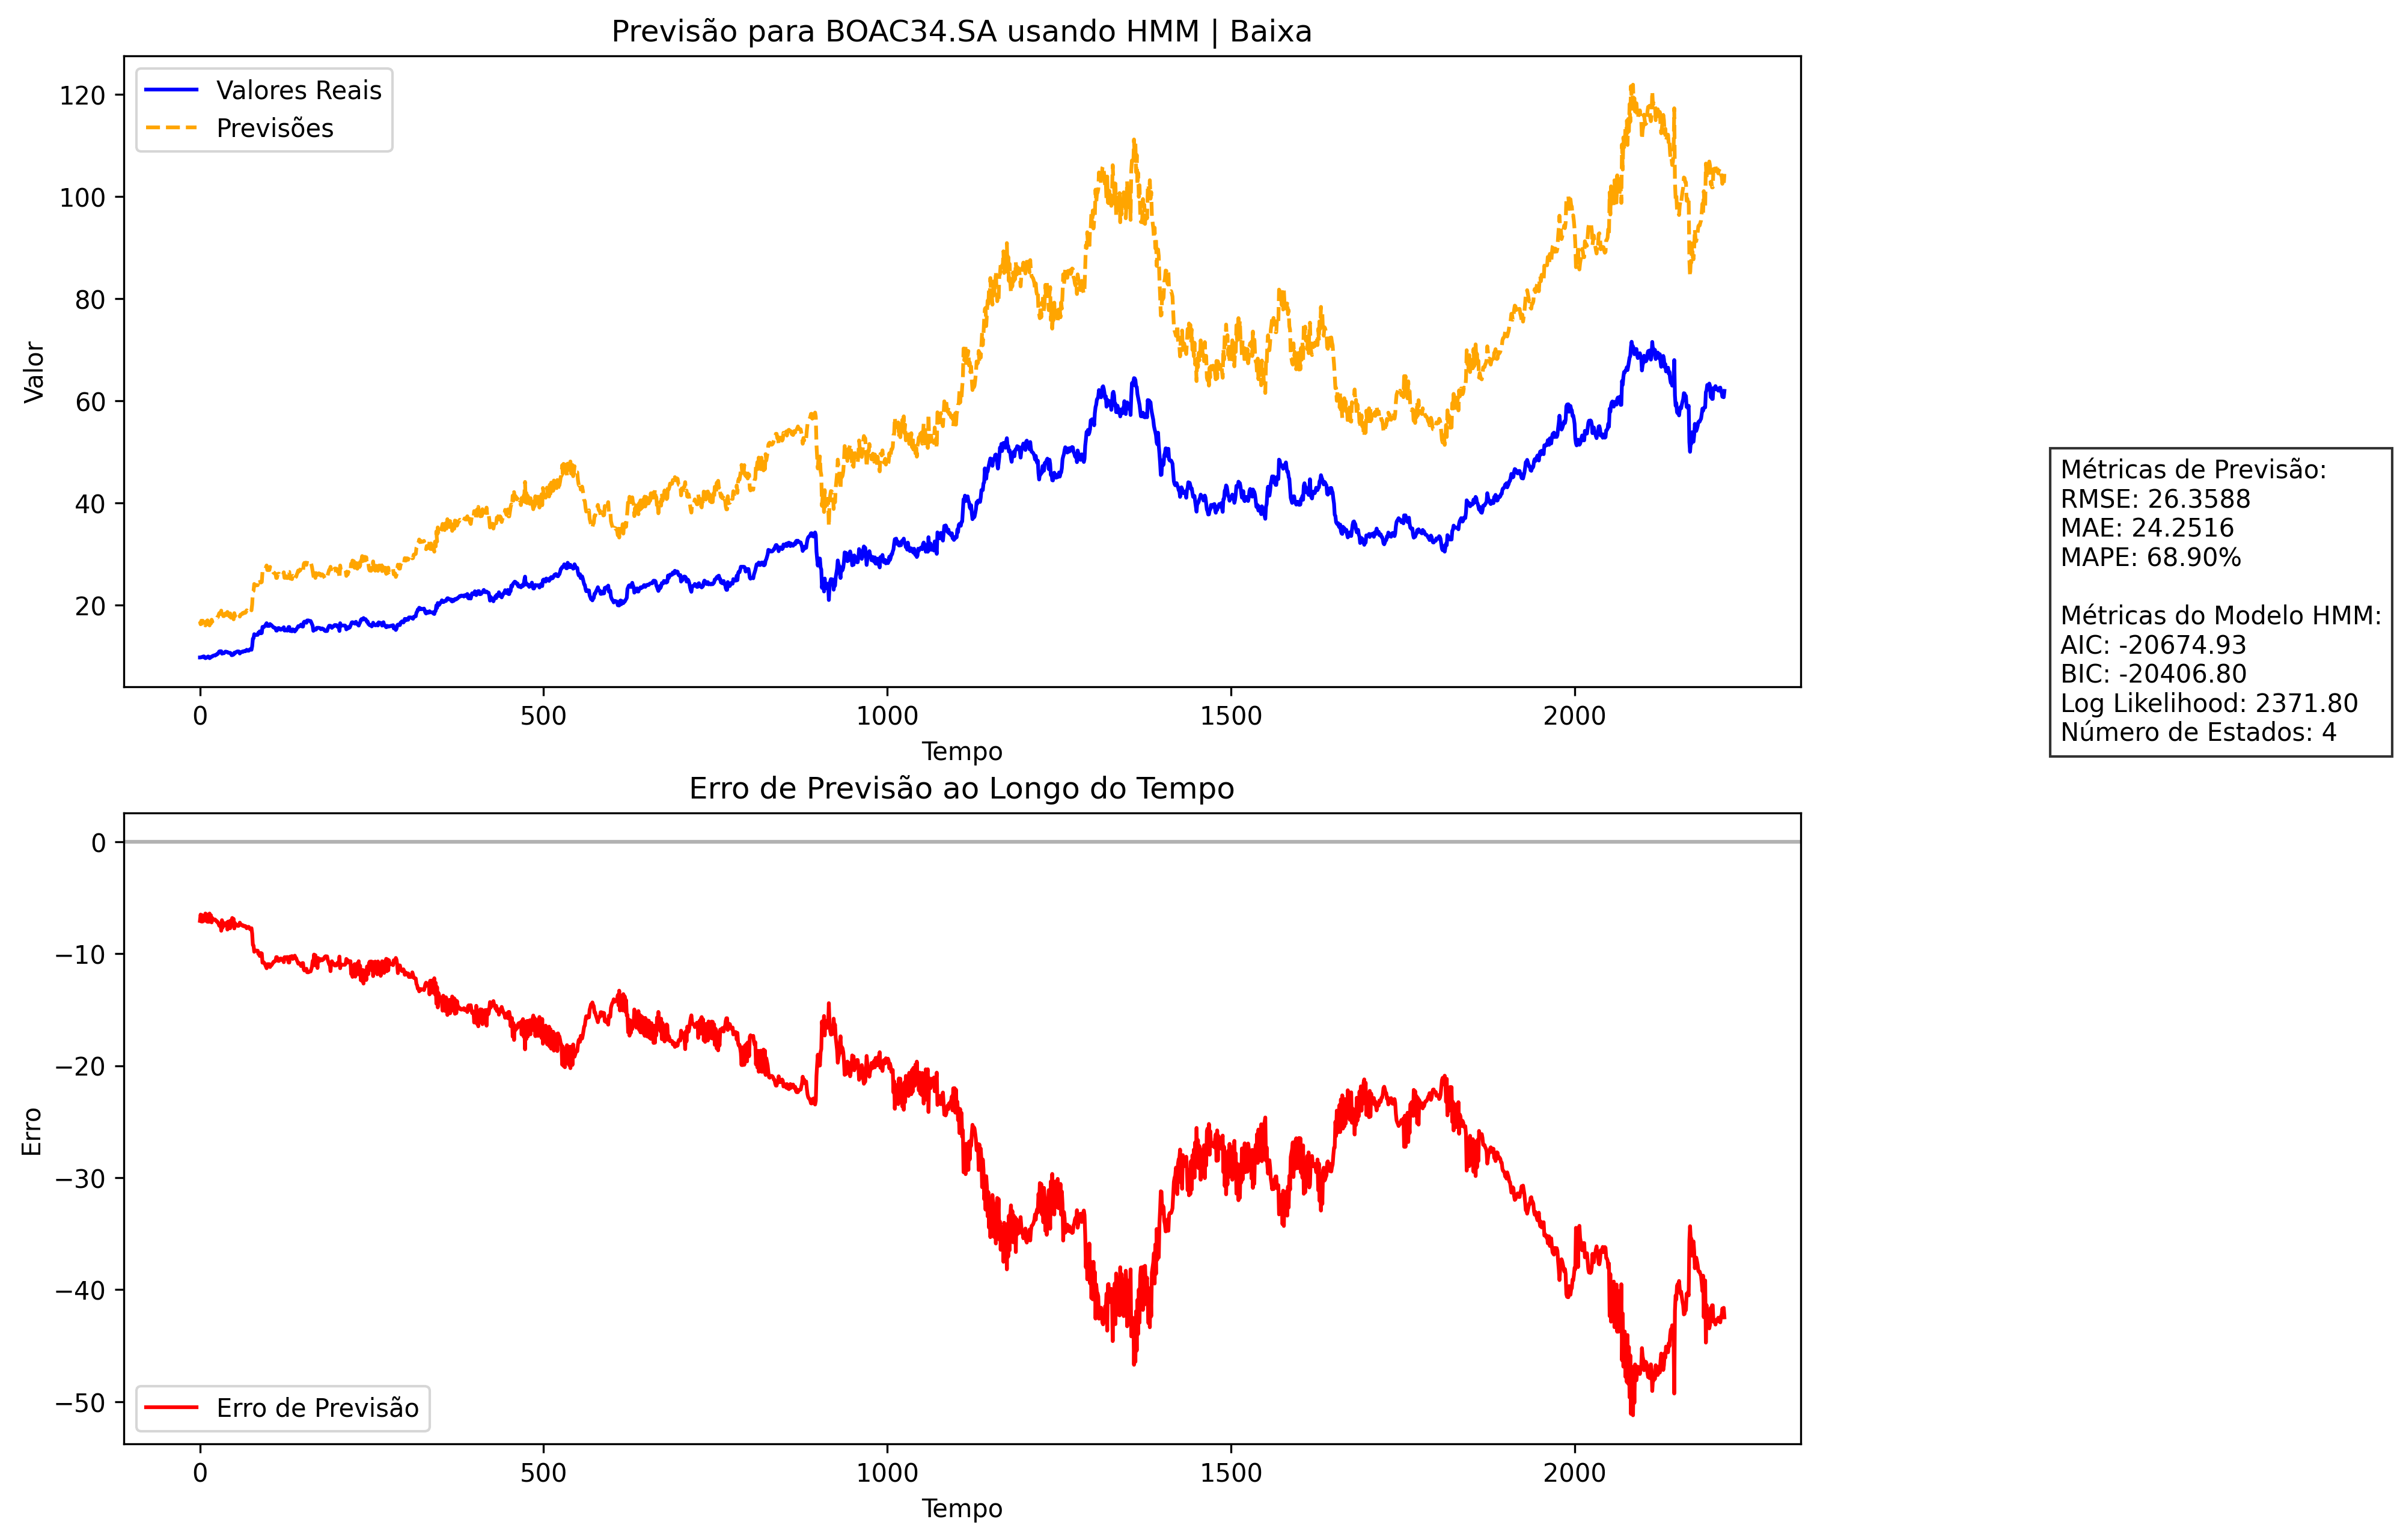 Previsão para BOAC34.SA usando HMM | Baixa
Valores Reais
Previsões
Valor
120
100
80
60
40
20
0
500
1000
1500
2000
Tempo
Métricas de Previsão:
RMSE: 26.3588
MAE: 24.2516
MAPE: 68.90%
Métricas do Modelo HMM:
AIC: -20674.93
BIC: -20406.80
Log Likelihood: 2371.80
Número de Estados: 4
Erro de Previsão ao Longo do Tempo
Erro
0
−10
−20
−30
−40
−50
Erro de Previsão
0
500
1000
1500
2000
Tempo